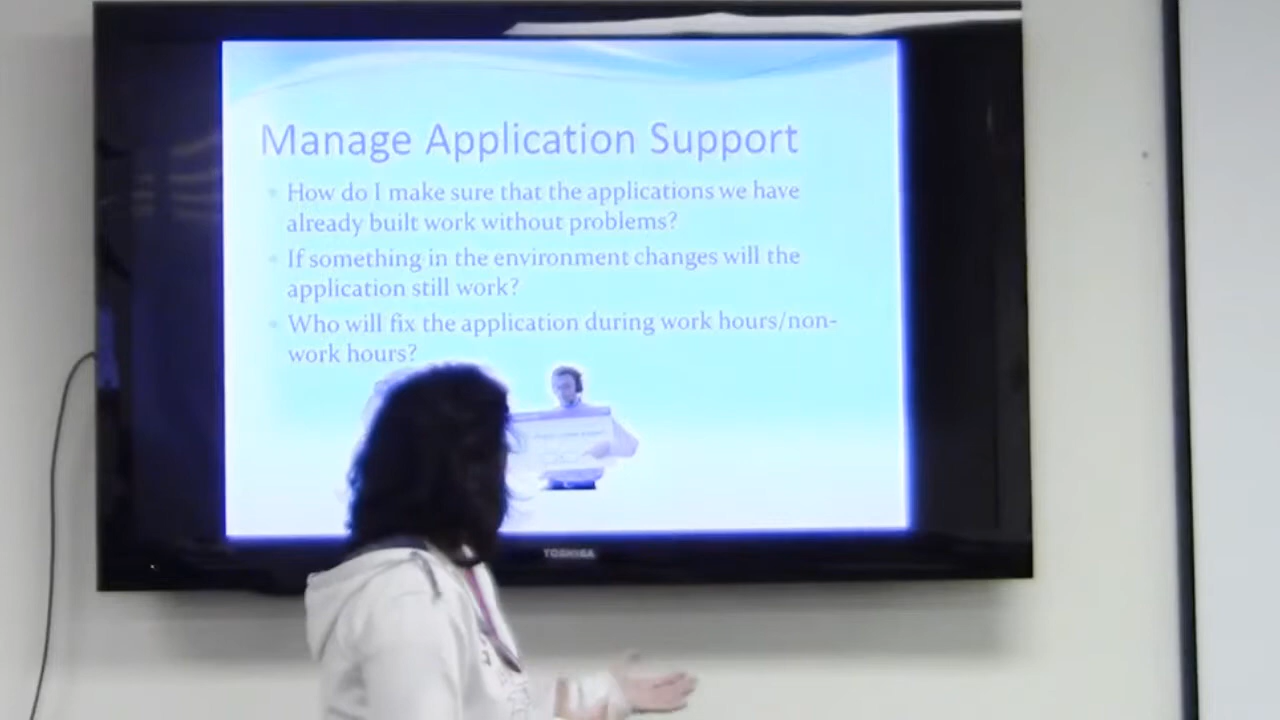 Manage Application Support
How do I make sure that the applications we have
already built work without problems?
If something in the environment changes will the
application still work?
Who will fix the application during work hours/non-
work hours?
TOSHIBA